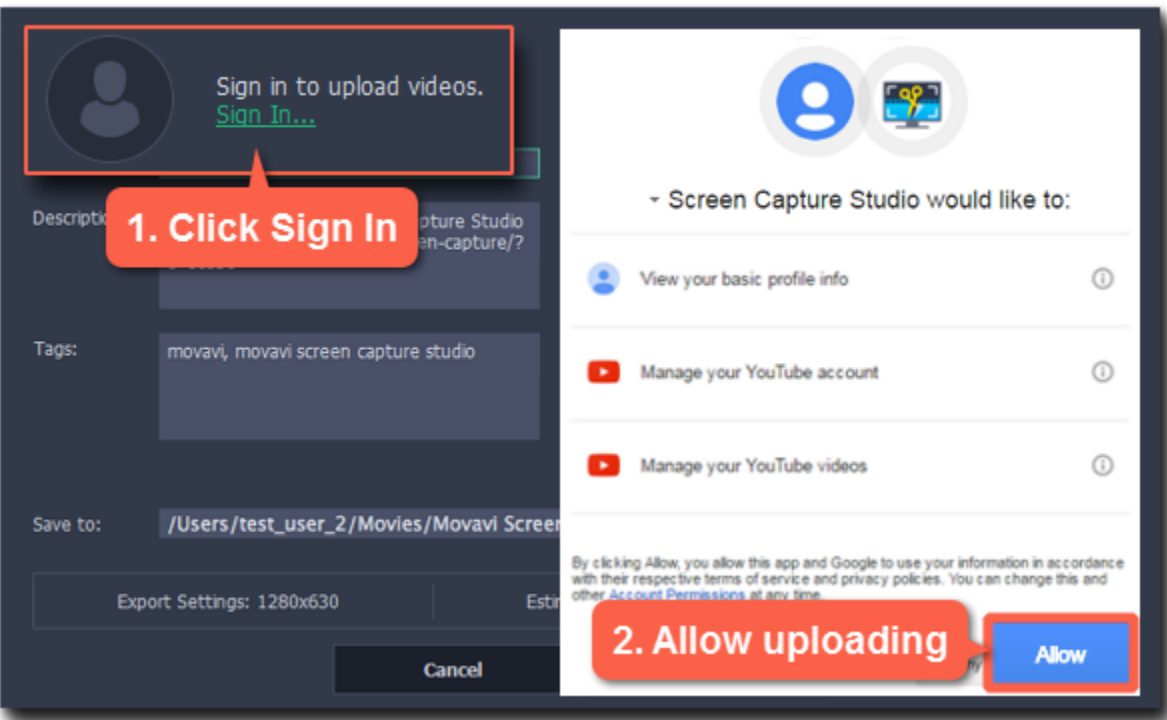 Sign in to upload videos.
Sign In...
1. Click Sign In
Description
pture Studio
en-capture/?
Tags:
movavi, movavi screen capture studio
Save to:
/Users/test_user_2/Movies/Movavi Screen
Export Settings: 1280x630
Estir
Cancel
Screen Capture Studio would like to:
View your basic profile info
Manage your YouTube account
Manage your YouTube videos
By clicking Allow, you allow this app and Google to use your information in accordance
with their respective terms of service and privacy policies. You can change this and
other Account Permissions at any time.
2. Allow uploading
Allow